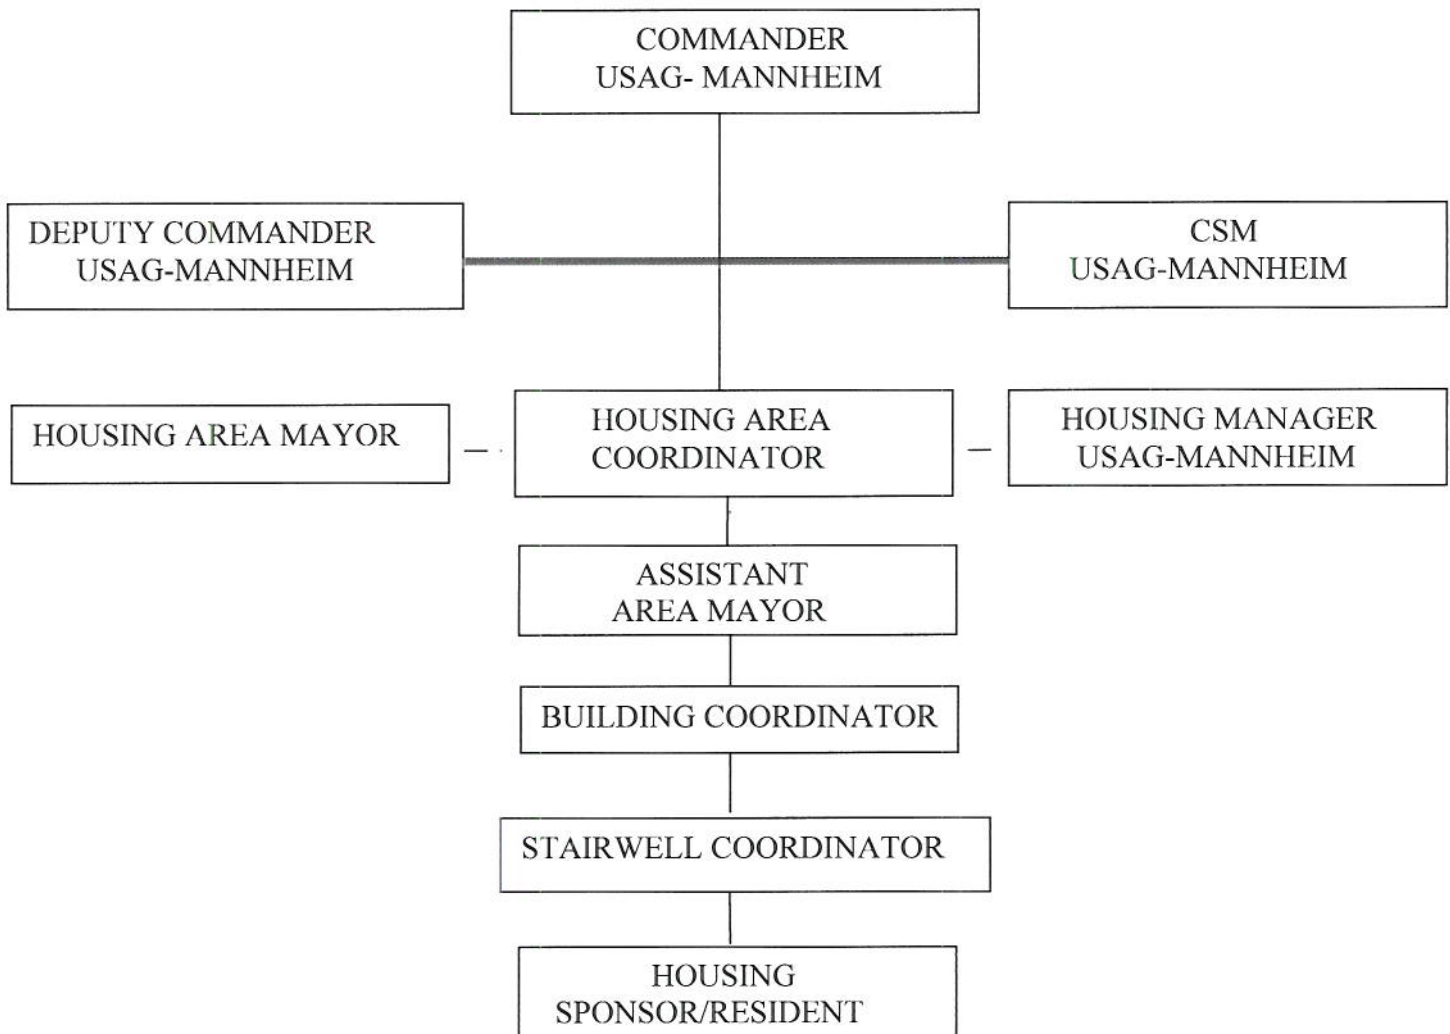 COMMANDER
USAG- MANNHEIM
DEPUTY COMMANDER
USAG-MANNHEIM
CSM
USAG-MANNHEIM
HOUSING AREA MAYOR
HOUSING AREA
COORDINATOR
HOUSING MANAGER
USAG-MANNHEIM
ASSISTANT
AREA MAYOR
BUILDING COORDINATOR
STAIRWELL COORDINATOR
HOUSING
SPONSOR/RESIDENT